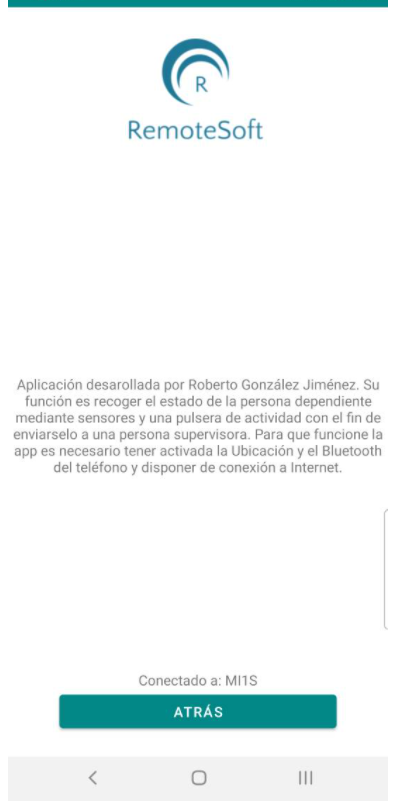 R
RemoteSoft
Aplicación desarollada por Roberto González Jiménez. Su
función es recoger el estado de la persona dependiente
mediante sensores y una pulsera de actividad con el fin de
enviarselo a una persona supervisora. Para que funcione la
app es necesario tener activada la Ubicación y el Bluetooth
del teléfono y disponer de conexión a Internet.
Conectado a: MI1S
ATRÁS